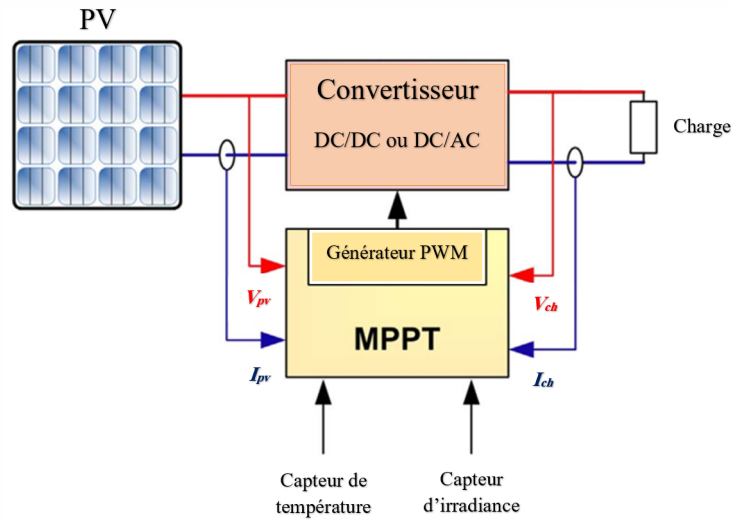 PV
Convertisseur
DC/DC ou DC/AC
Charge
Générateur PWM
Vpv
Vch
MPPT
Ipv
Ich
Capteur de
température
Capteur
d'irradiance